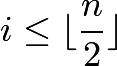 i ≤ ⌊n/2⌋